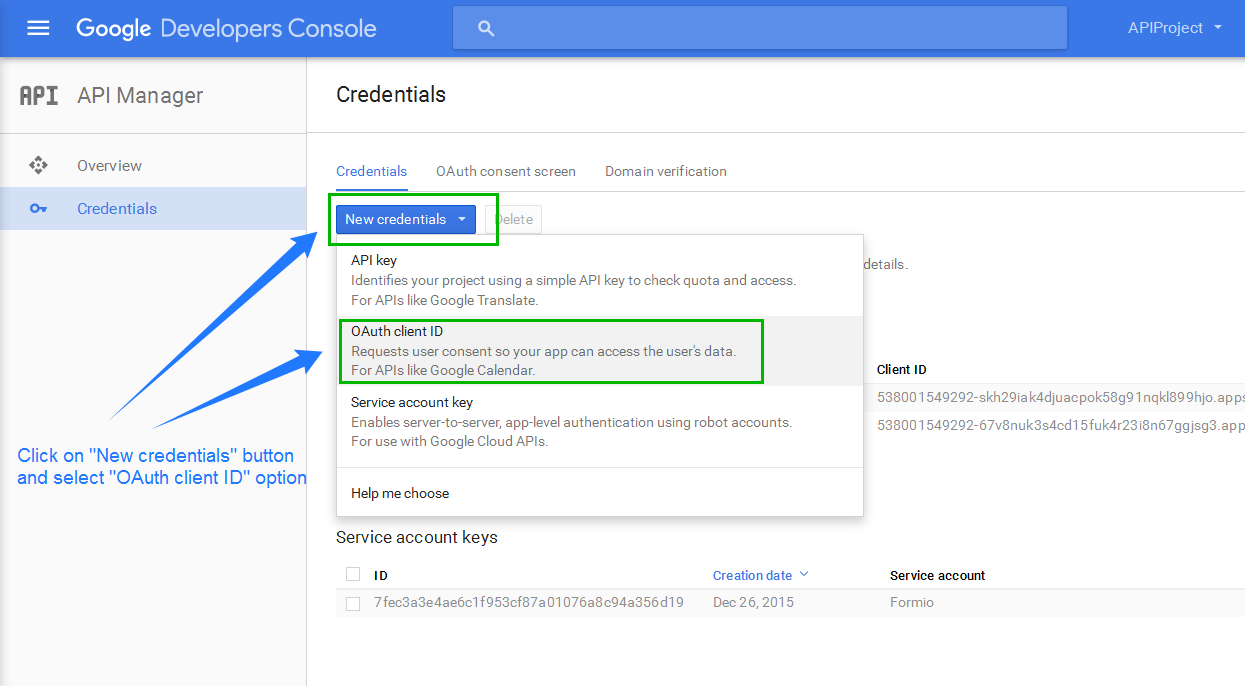 Google Developers Console
APIProject
API API Manager
Credentials
Overview
Credentials
Credentials OAuth consent screen Domain verification
New credentials Delete
API key
Identifies your project using a simple API key to check quota and access.
For APIs like Google Translate.
details.
OAuth client ID
Requests user consent so your app can access the user's data.
For APIs like Google Calendar.
Client ID
538001549292-skh29iak4djuacpok58g91nqkl899hjo.apps
538001549292-67v8nuk3s4cd15fuk4r23i8n67ggjsg3.app
Service account key
Enables server-to-server, app-level authentication using robot accounts.
For use with Google Cloud APIs.
Help me choose
Click on "New credentials" button
and select "OAuth client ID" option
Service account keys
ID Creation date Service account
7fec3a3e4ae6c1f953cf87a01076a8c94a356d19 Dec 26, 2015 Formio